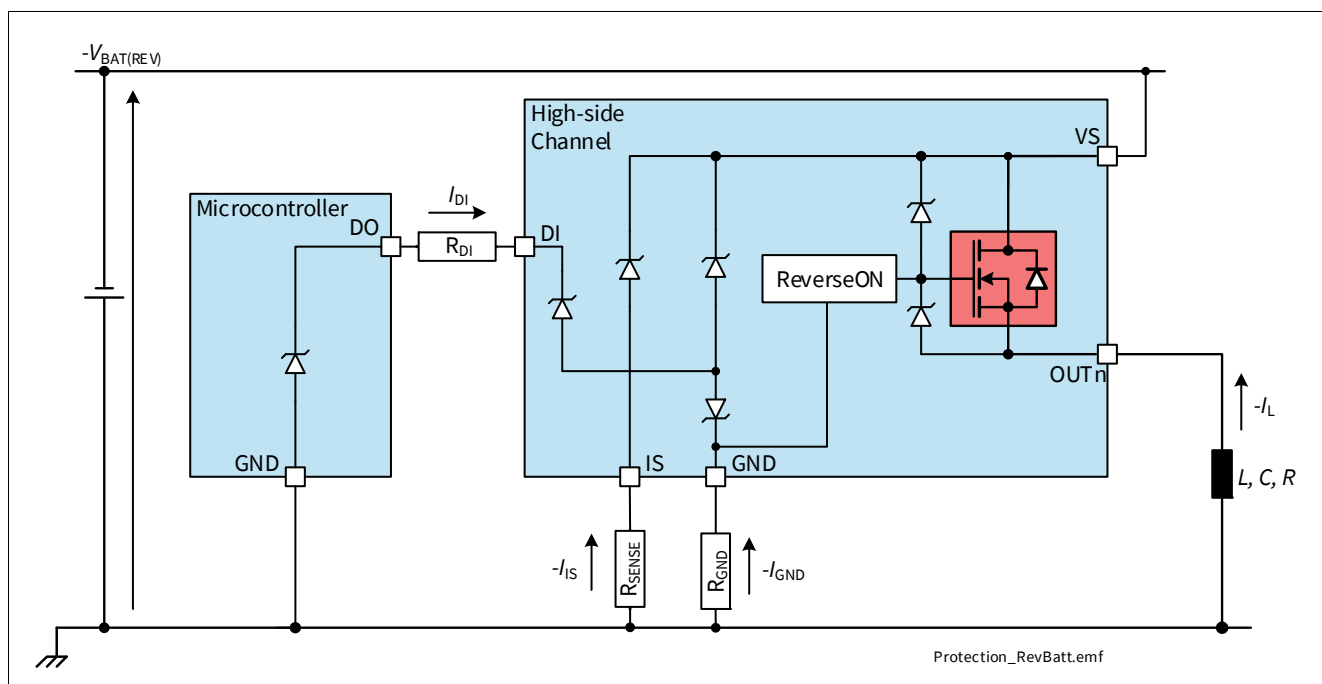 -VBAT(REV)
High-side
Channel
VS
Microcontroller
DO
IDI
RDI
DI
ReverseON
OUTn
-IL
GND
IS
GND
L, C, R
-IIS
RSENSE
RGND
-IGND
Protection_RevBatt.emf